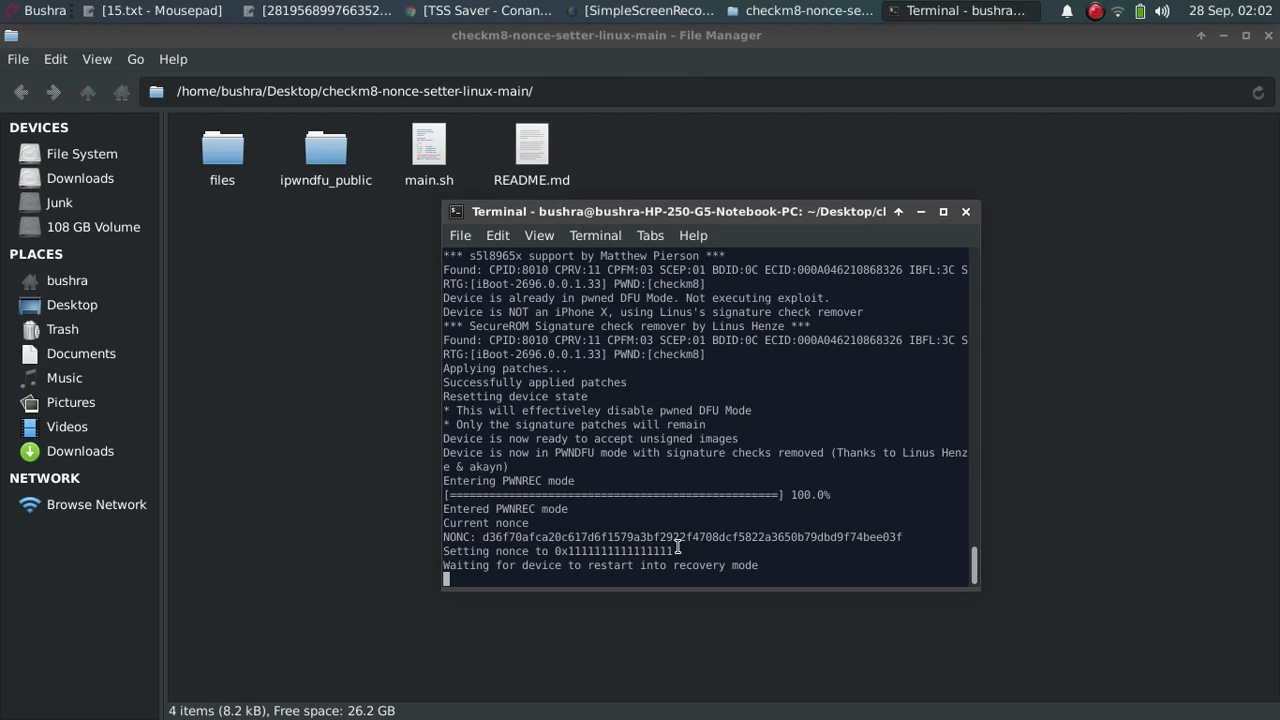 Bushra
[15.txt - Mousepad]
[281956899766352...
[TSS Saver - Conan...
[SimpleScreenReco...
checkm8-nonce-se...
Terminal - bushra@...
28 Sep, 02:02
checkm8-nonce-setter-linux-main - File Manager
File Edit View Go Help
/home/bushra/Desktop/checkm8-nonce-setter-linux-main/
DEVICES
File System
Downloads
Junk
108 GB Volume
PLACES
bushra
Desktop
Trash
Documents
Music
Pictures
Videos
Downloads
NETWORK
Browse Network
files
ipwndfu_public
main.sh
README.md
Terminal - bushra@bushra-HP-250-G5-Notebook-PC: ~/Desktop/cl
File Edit View Terminal Tabs Help
*** s5l8965x support by Matthew Pierson ***
Found: CPID:8010 CPRV:11 CPFM:03 SCEP:01 BDID:0C ECID:000A046210868326 IBFL:3C S
RTG:[iBoot-2696.0.0.1.33] PWND:[checkm8]
Device is already in pwned DFU Mode. Not executing exploit.
Device is NOT an iPhone X, using Linus's signature check remover
*** SecureROM Signature check remover by Linus Henze ***
Found: CPID:8010 CPRV:11 CPFM:03 SCEP:01 BDID:0C ECID:000A046210868326 IBFL:3C S
RTG:[iBoot-2696.0.0.1.33] PWND:[checkm8]
Applying patches...
Successfully applied patches
Resetting device state
* This will effectiveley disable pwned DFU Mode
* Only the signature patches will remain
Device is now ready to accept unsigned images
Device is now in PWNDFU mode with signature checks removed (Thanks to Linus Henz
e & akayn)
Entering PWNREC mode
[==================================================] 100.0%
Entered PWNREC mode
Current nonce
NONC: d36f70afca20c617d6f1579a3bf2922f4708dcf5822a3650b79dbd9f74bee03f
Setting nonce to 0x1111111111111111
Waiting for device to restart into recovery mode
4 items (8.2 kB), Free space: 26.2 GB